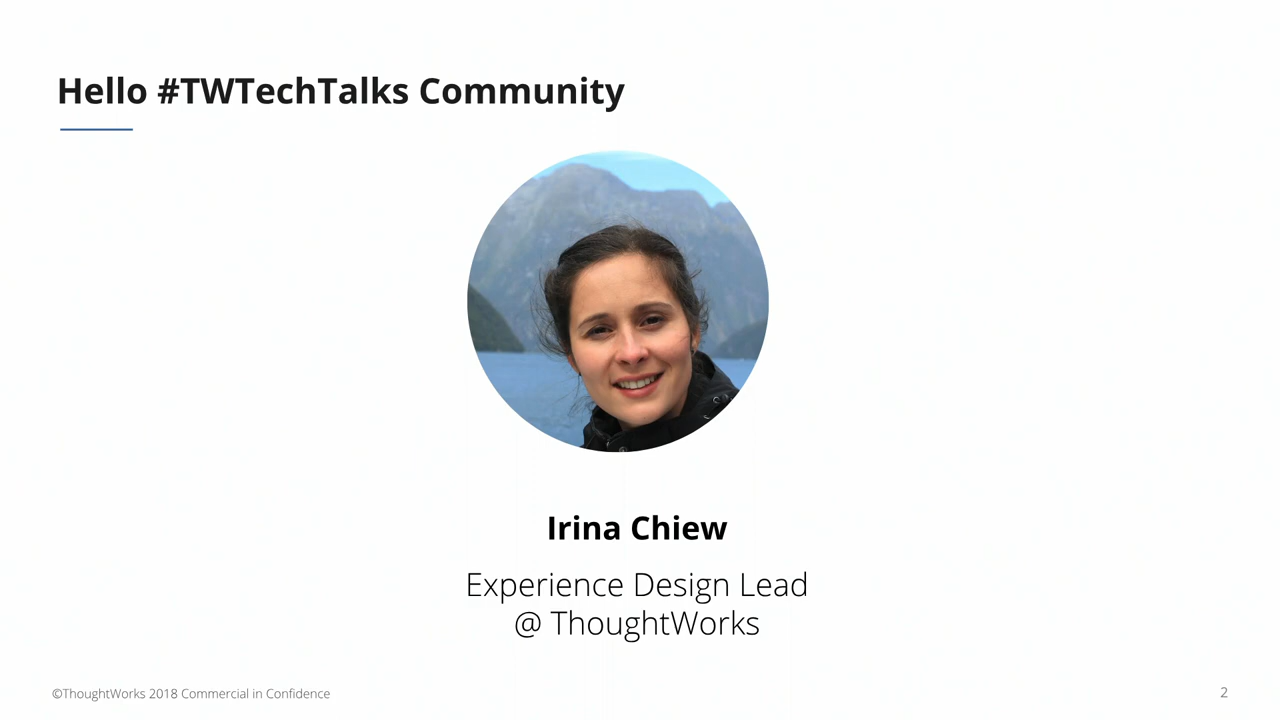 Hello #TWTechTalks Community
Irina Chiew
Experience Design Lead
@ ThoughtWorks
©ThoughtWorks 2018 Commercial in Confidence
2